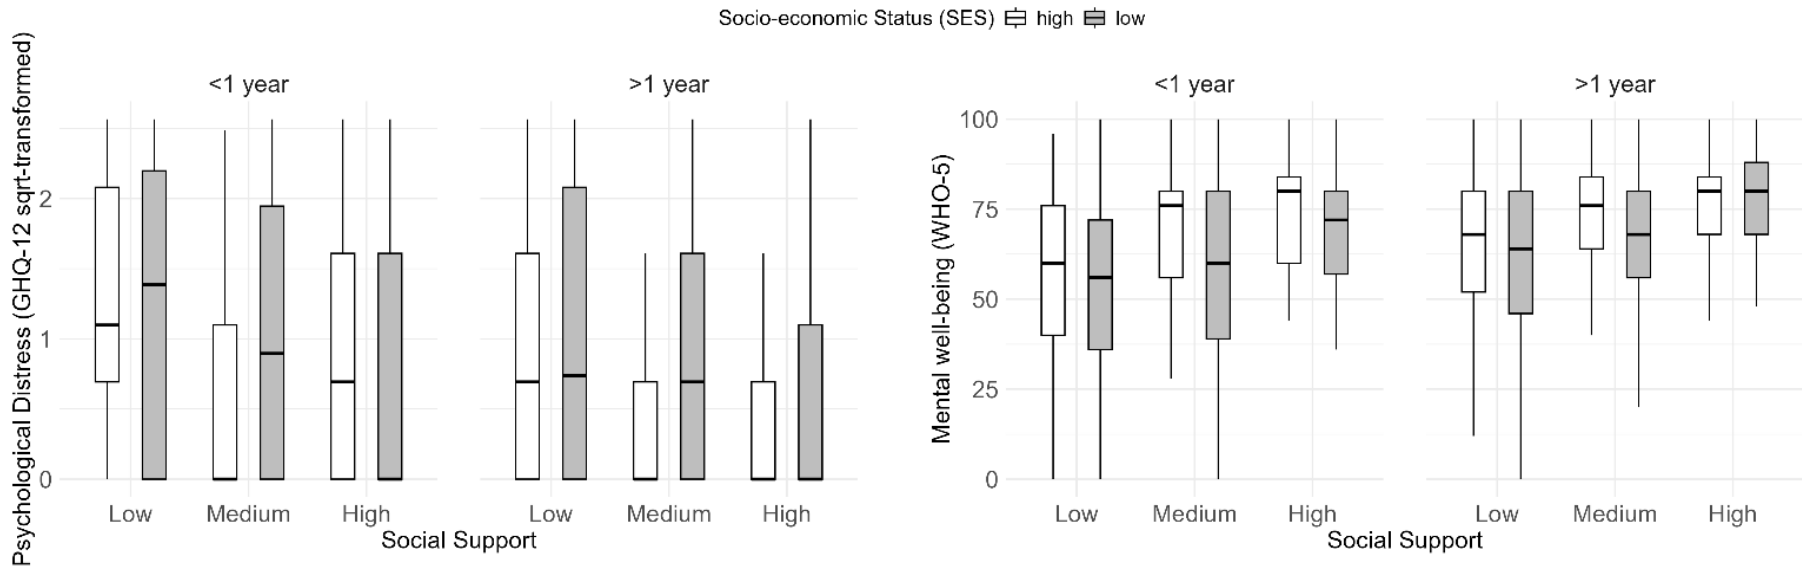 Socio-economic Status (SES) high low
Psychological Distress (GHQ-12 sqrt-transformed)
<1 year
>1 year
2
1
0
Low Medium High
Low Medium High
Social Support
Mental well-being (WHO-5)
<1 year
>1 year
100
75
50
25
0
Low Medium High
Low Medium High
Social Support